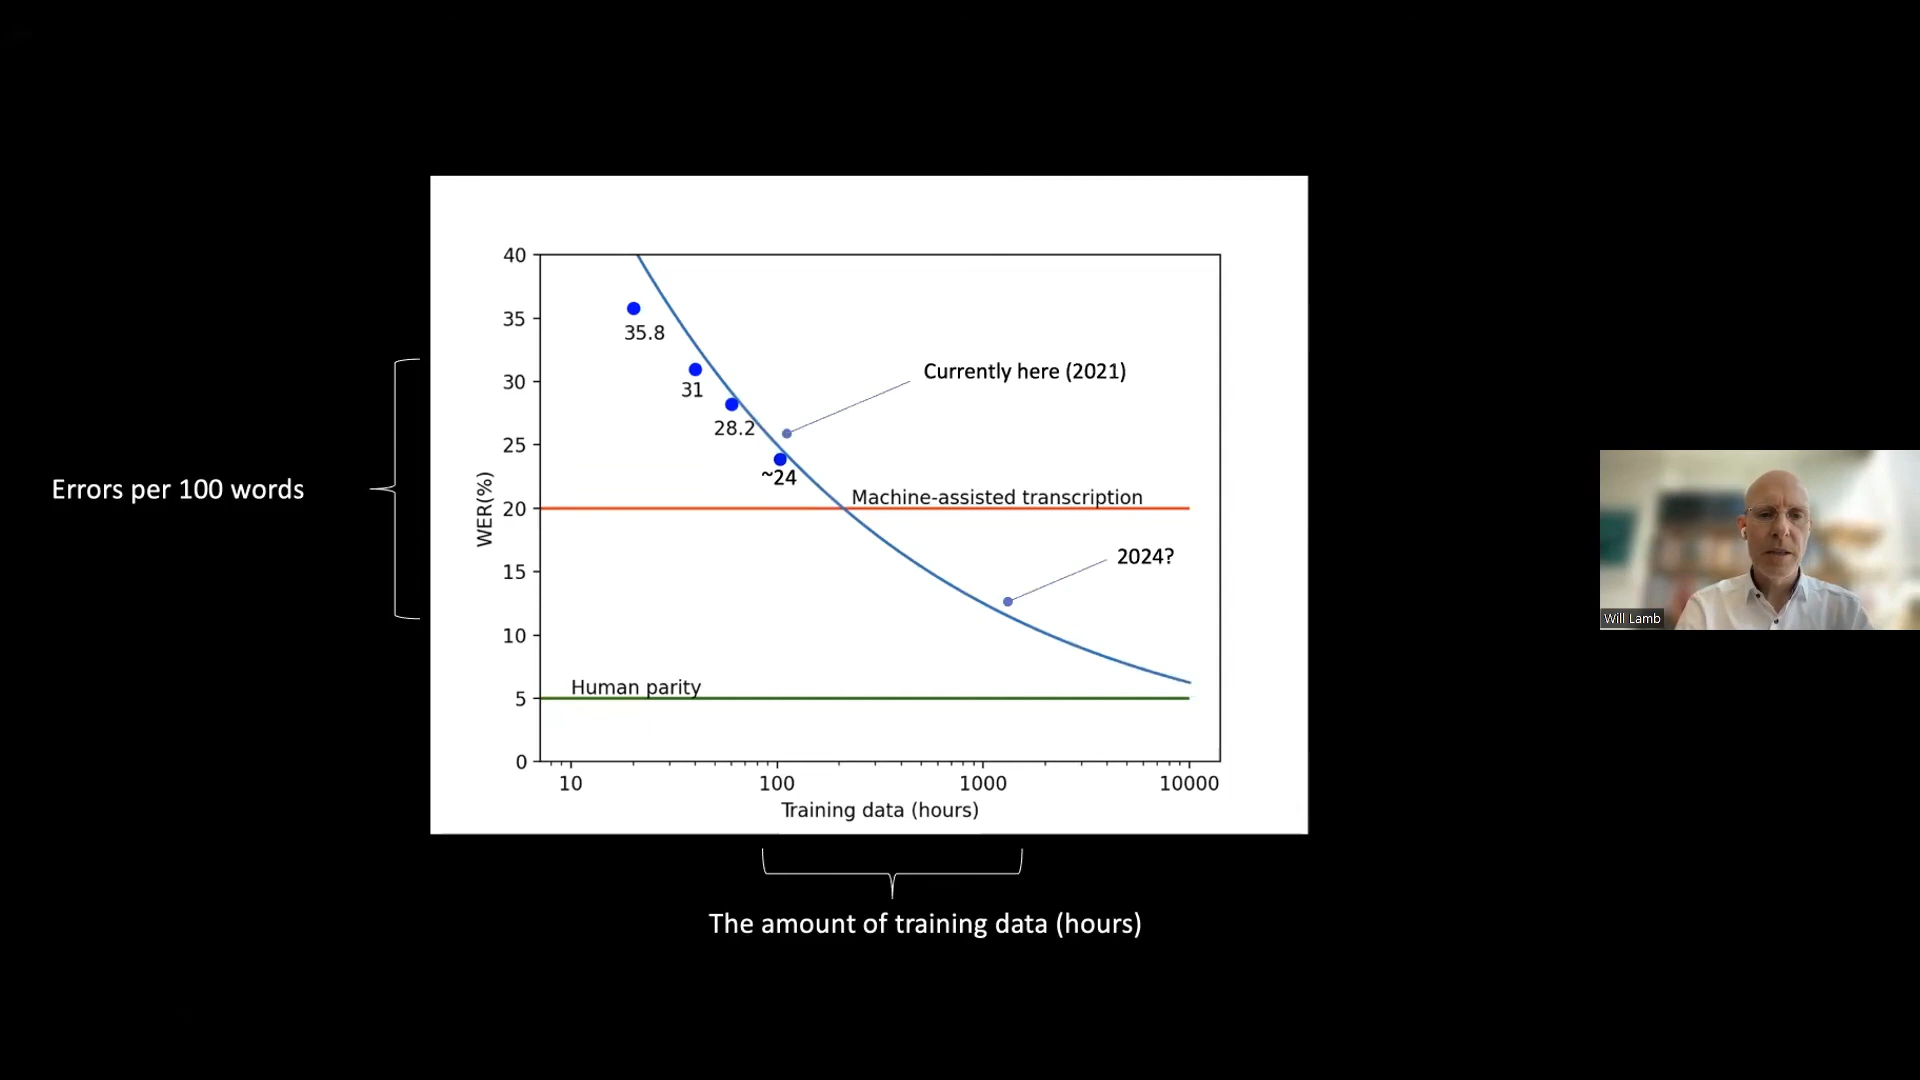 40
35
35.8
Currently here (2021)
30
31
28.2
25
~24
Errors per 100 words
WER(%)
Machine-assisted transcription
20
2024?
15
10
Human parity
5
0
10
100
1000
10000
Training data (hours)
The amount of training data (hours)
Will Lamb